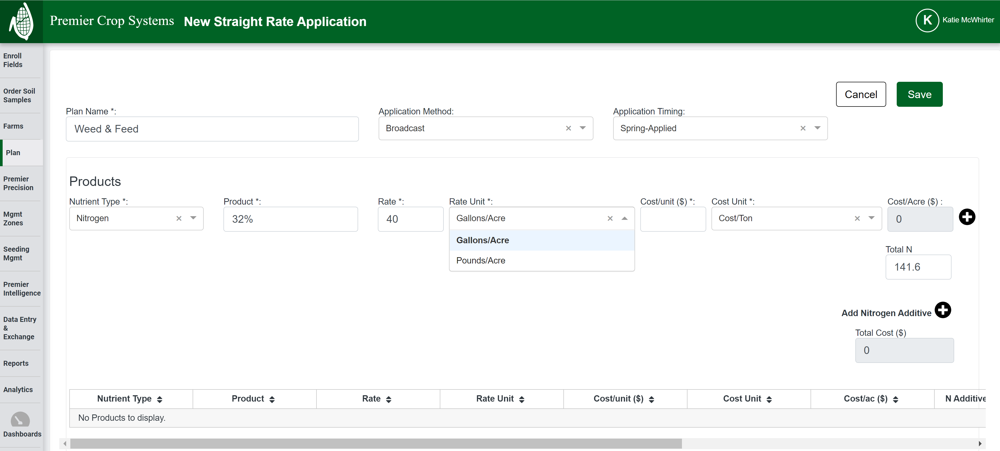 Premier Crop Systems New Straight Rate Application
K Katie McWhirter
Enroll
Fields
Order Soil
Samples
Farms
Plan
Premier
Precision
Mgmt
Zones
Seeding
Mgmt
Premier
Intelligence
Data Entry
&
Exchange
Reports
Analytics
Dashboards
Cancel Save
Plan Name *: Application Method: Application Timing:
Weed & Feed Broadcast × Spring-Applied ×
Products
Nutrient Type *: Product *: Rate *: Rate Unit *: Cost/unit ($) *: Cost Unit *: Cost/Acre ($) :
Nitrogen × 32% 40 Gallons/Acre × Cost/Ton × 0
Gallons/Acre
Pounds/Acre
Total N
141.6
Add Nitrogen Additive
Total Cost ($)
0
Nutrient Type Product Rate Rate Unit Cost/unit ($) Cost Unit Cost/ac ($) N Additive
No Products to display.